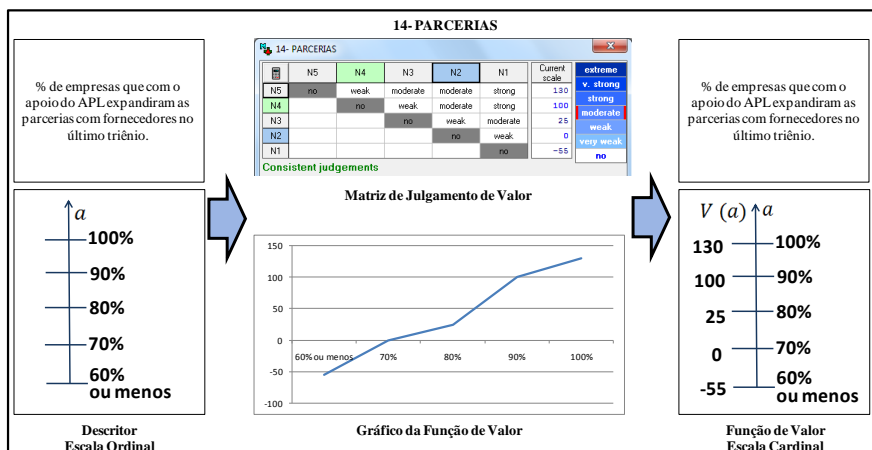 14- PARCERIAS
% de empresas que com o
apoio do APL expandiram as
parcerias com fornecedores no
último triênio.
a
100%
90%
80%
70%
60%
ou menos
Descritor
Escala Ordinal
14- PARCERIAS
N5 N4 N3 N2 N1 Current scale
N5 no weak moderate moderate strong 130
N4 no weak moderate strong 100
N3 no weak moderate 25
N2 no weak 0
N1 no -55
extreme
v. strong
strong
moderate
weak
very weak
no
Consistent judgements
Matriz de Julgamento de Valor
150
100
50
0
-50
-100
60% ou menos 70% 80% 90% 100%
Gráfico da Função de Valor
% de empresas que com o
apoio do APL expandiram as
parcerias com fornecedores no
último triênio.
V (a) a
130 100%
100 90%
25 80%
0 70%
-55 60%
ou menos
Função de Valor
Escala Cardinal